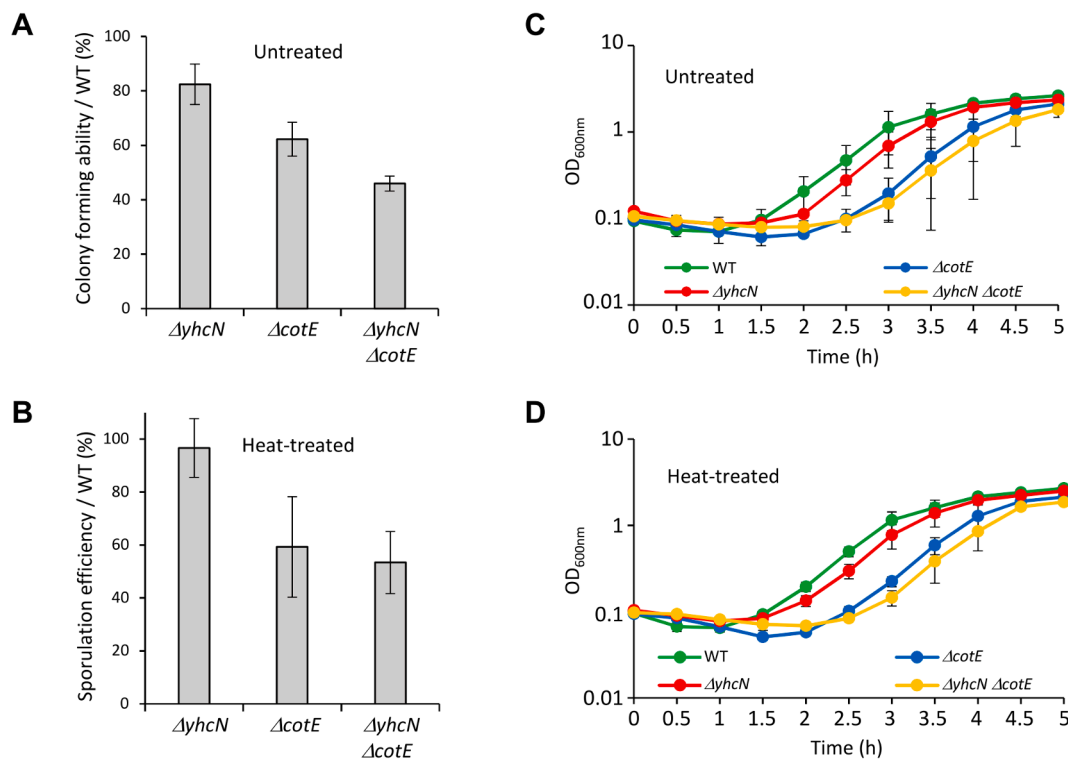 A
Untreated
Colony forming ability / WT (%)
100
80
60
40
20
0
ΔyhcN
ΔcotE
ΔyhcN
ΔcotE
B
Heat-treated
Sporulation efficiency / WT (%)
100
80
60
40
20
0
ΔyhcN
ΔcotE
ΔyhcN
ΔcotE
C
Untreated
OD600nm
10
1
0.1
0.01
WT
ΔcotE
ΔyhcN
ΔyhcN ΔcotE
0 0.5 1 1.5 2 2.5 3 3.5 4 4.5 5
Time (h)
D
Heat-treated
OD600nm
10
1
0.1
0.01
WT
ΔcotE
ΔyhcN
ΔyhcN ΔcotE
0 0.5 1 1.5 2 2.5 3 3.5 4 4.5 5
Time (h)